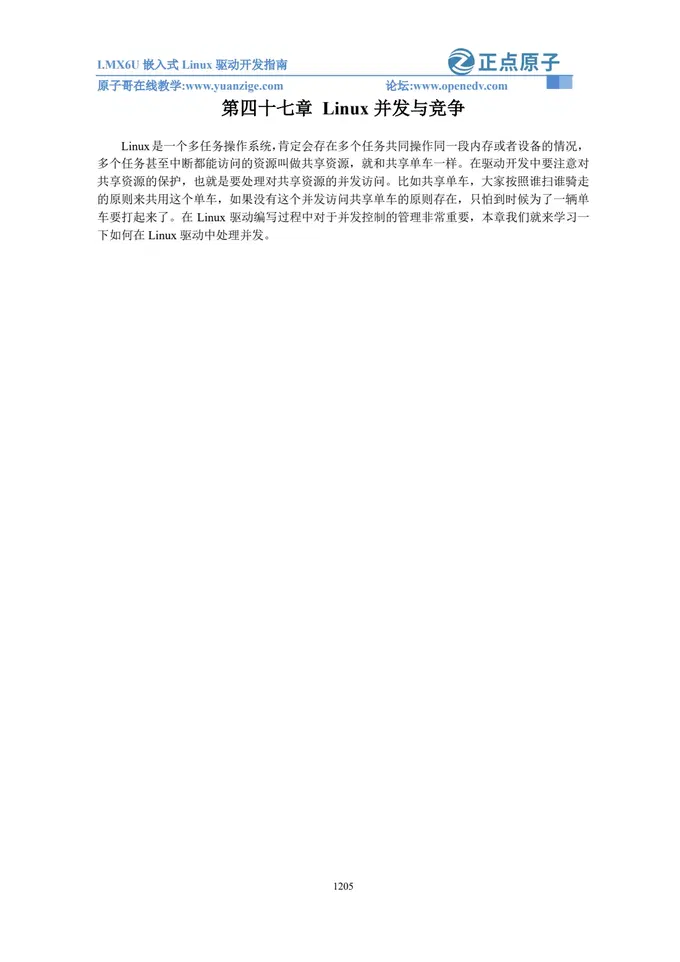 I.MX6U 嵌入式 Linux 驱动开发指南
正点原子
原子哥在线教学:www.yuanzige.com 论坛:www.openedv.com
第四十七章 Linux 并发与竞争
Linux 是一个多任务操作系统，肯定会存在多个任务共同操作同一段内存或者设备的情况，
多个任务甚至中断都能访问的资源叫做共享资源，就和共享单车一样。在驱动开发中要注意对
共享资源的保护，也就是要处理对共享资源的并发访问。比如共享单车，大家按照谁扫谁骑走
的原则来共用这个单车，如果没有这个并发访问共享单车的原则存在，只怕到时候为了一辆单
车要打起来了。在 Linux 驱动编写过程中对于并发控制的管理非常重要，本章我们就来学习一
下如何在 Linux 驱动中处理并发。
1205